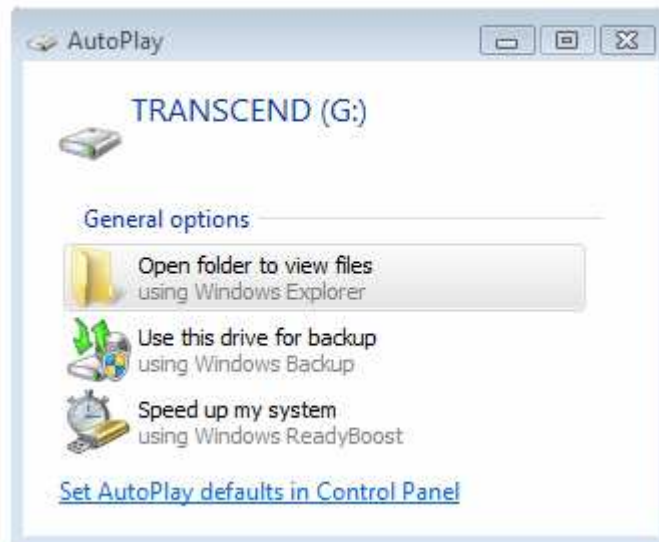 AutoPlay
TRANSCEND (G:)
General options
Open folder to view files
using Windows Explorer
Use this drive for backup
using Windows Backup
Speed up my system
using Windows ReadyBoost
Set AutoPlay defaults in Control Panel